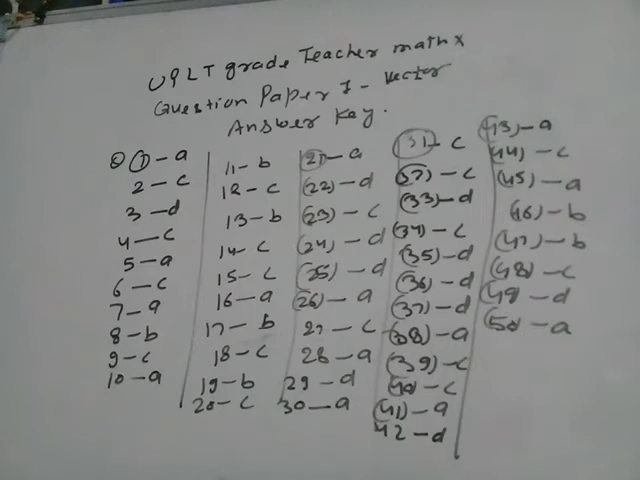 UPLT grade Teacher math x
Question Paper 1 - Vector
Answer Key.
① - a
2 - c
3 - d
4 - c
5 - a
6 - c
7 - a
8 - b
9 - c
10 - a
11 - b
12 - c
13 - b
14 - c
15 - c
16 - a
17 - b
18 - c
19 - b
20 - c
(21) - a
(22) - d
(23) - c
(24) - d
(25) - d
(26) - a
27 - c
28 - a
29 - d
30 - a
(31) - c
(32) - c
(33) - d
(34) - c
(35) - d
(36) - d
(37) - d
(38) - a
(39) - c
(40) - c
(41) - a
42 - d
(43) - a
(44) - c
(45) - a
(46) - b
(47) - b
(48) - c
(49) - d
(50) - a